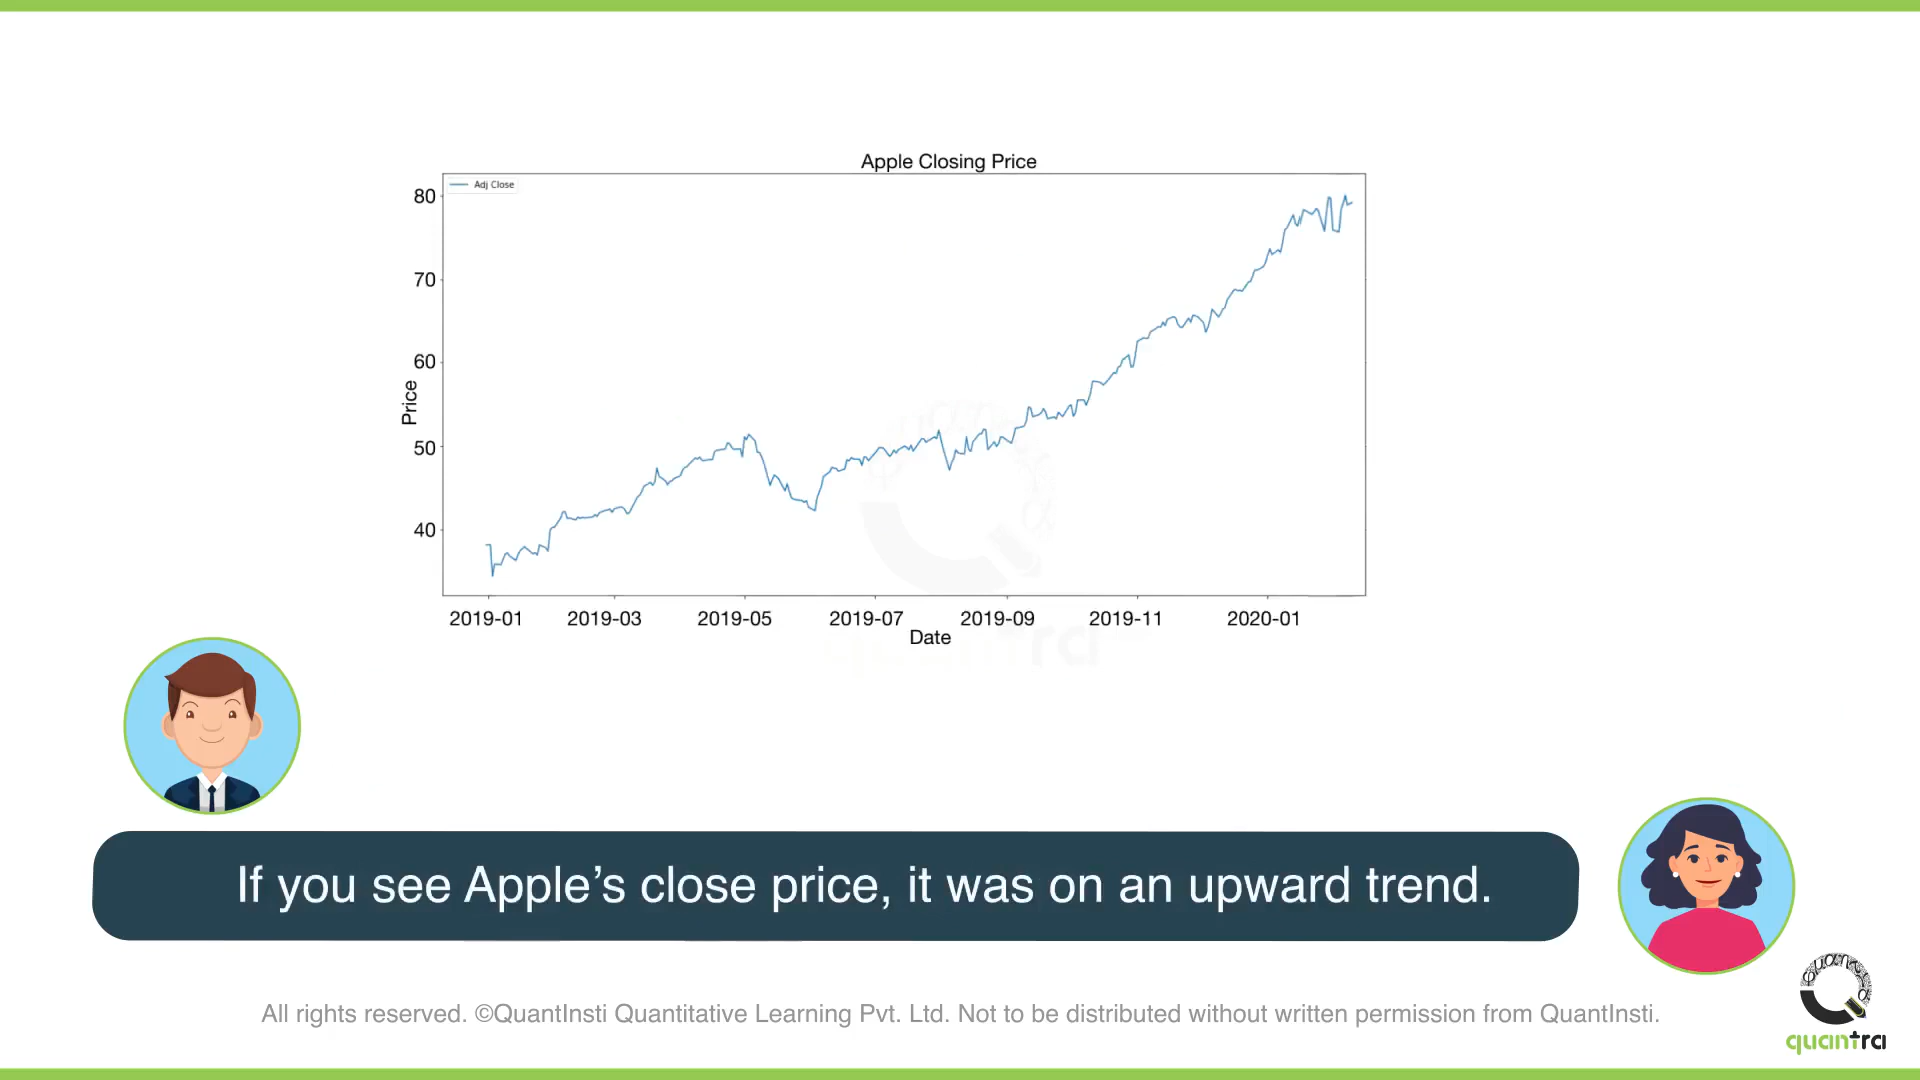 Apple Closing Price
Adj Close
80
70
60
50
40
Price
2019-01 2019-03 2019-05 2019-07 2019-09 2019-11 2020-01
Date
If you see Apple’s close price, it was on an upward trend.
All rights reserved. ©QuantInsti Quantitative Learning Pvt. Ltd. Not to be distributed without written permission from QuantInsti.
quantra